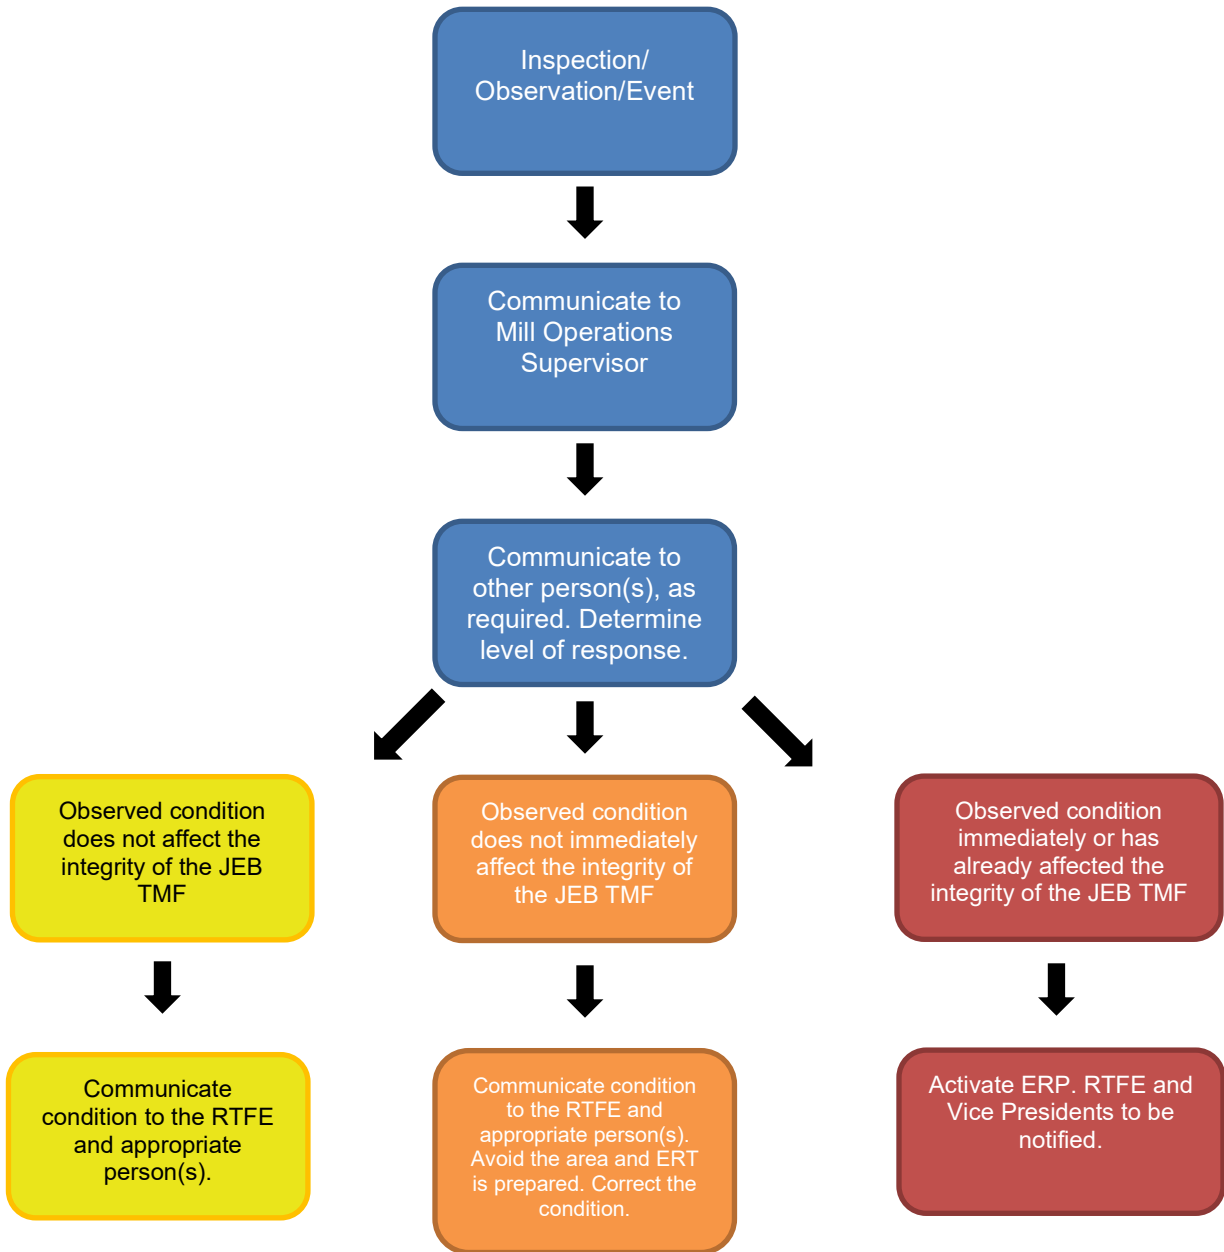 Inspection/
Observation/Event
Communicate to
Mill Operations
Supervisor
Communicate to
other person(s), as
required. Determine
level of response.
Observed condition
does not affect the
integrity of the JEB
TMF
Observed condition
does not immediately
affect the integrity of
the JEB TMF
Observed condition
immediately or has
already affected the
integrity of the JEB TMF
Communicate
condition to the RTFE
and appropriate
person(s).
Communicate condition
to the RTFE and
appropriate person(s).
Avoid the area and ERT
is prepared. Correct the
condition.
Activate ERP. RTFE and
Vice Presidents to be
notified.